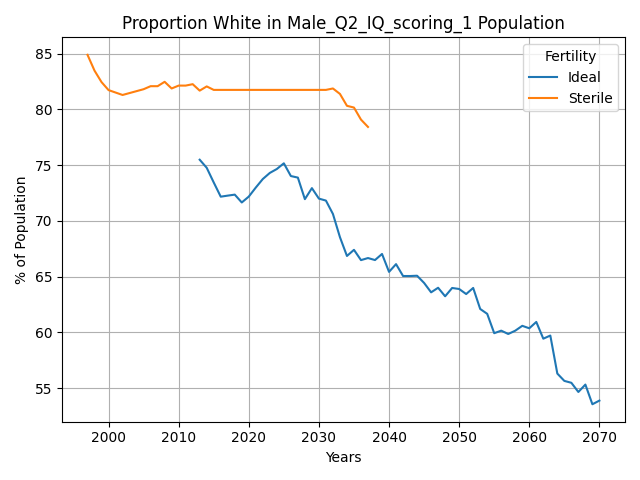 Proportion White in Male_Q2_IQ_scoring_1 Population
Fertility
Ideal
Sterile
% of Population
85
80
75
70
65
60
55
2000 2010 2020 2030 2040 2050 2060 2070
Years